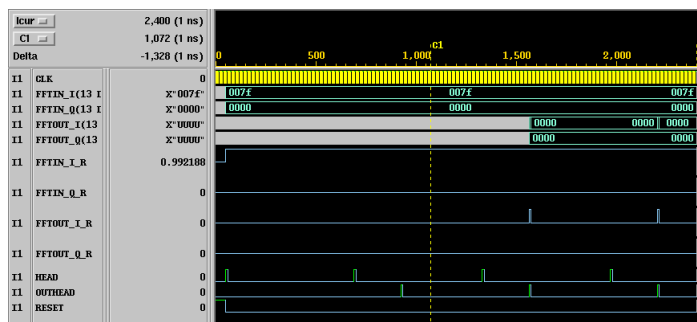 Icur 2,400 (1 ns)
C1 1,072 (1 ns)
Delta -1,328 (1 ns)
C1
0 500 1,000 1,500 2,000
I1 CLK 0
I1 FFTIN_I(13 I X"007f" 007f 007f 007f
I1 FFTIN_Q(13 I X"0000" 0000 0000 0000
I1 FFTOUT_I(13 X"UUUU" 0000 0000 0000
I1 FFTOUT_Q(13 X"UUUU" 0000 0000
I1 FFTIN_I_R 0.992188
I1 FFTIN_Q_R 0
I1 FFTOUT_I_R 0
I1 FFTOUT_Q_R 0
I1 HEAD 0
I1 OUTHEAD 0
I1 RESET 0